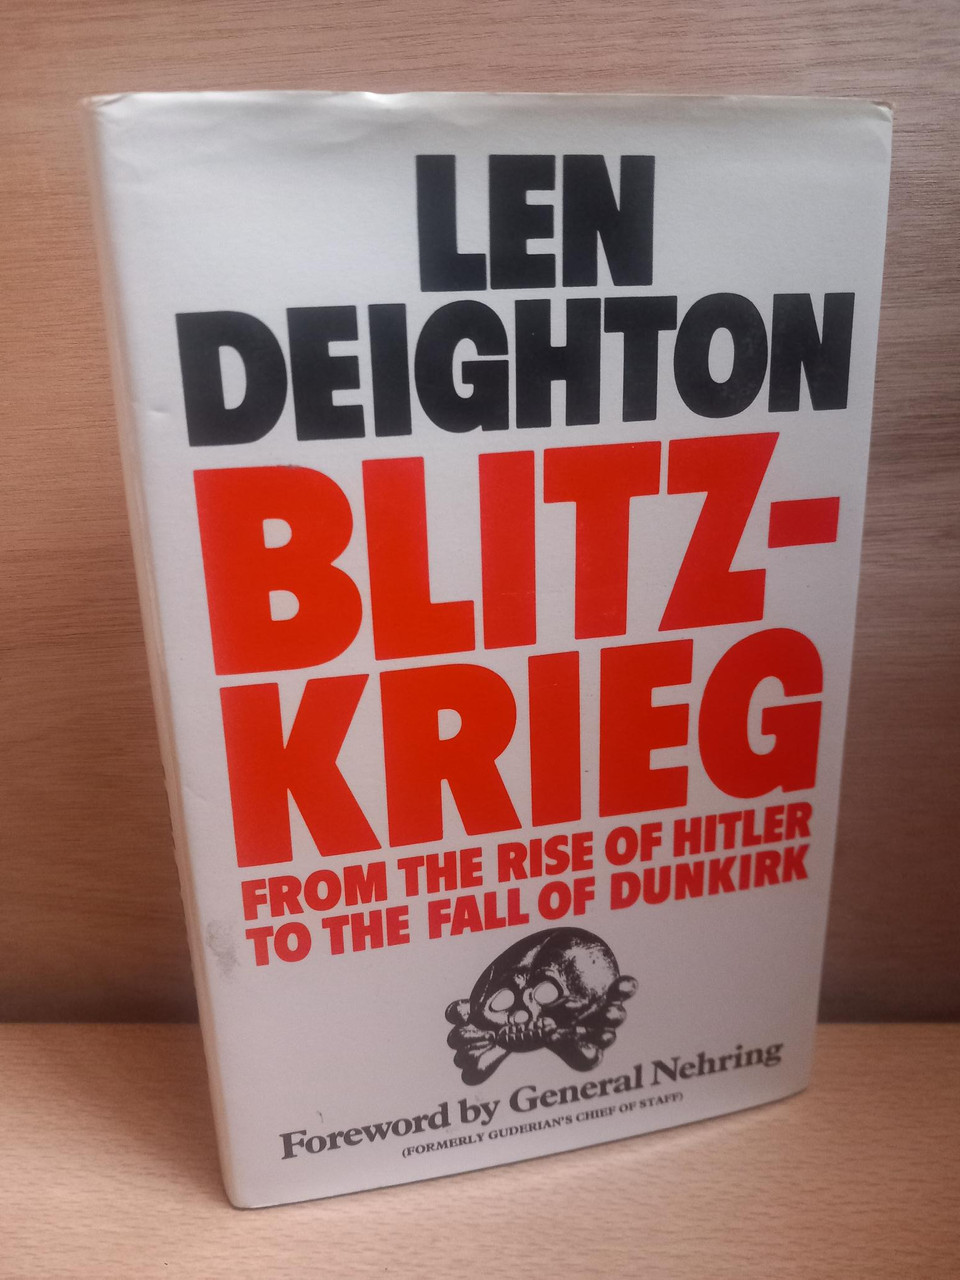 LEN
DEIGHTON
BLITZ-
KRIEG
FROM THE RISE OF HITLER
TO THE FALL OF DUNKIRK
Foreword by General Nehring
(FORMERLY GUDERIAN'S CHIEF OF STAFF)